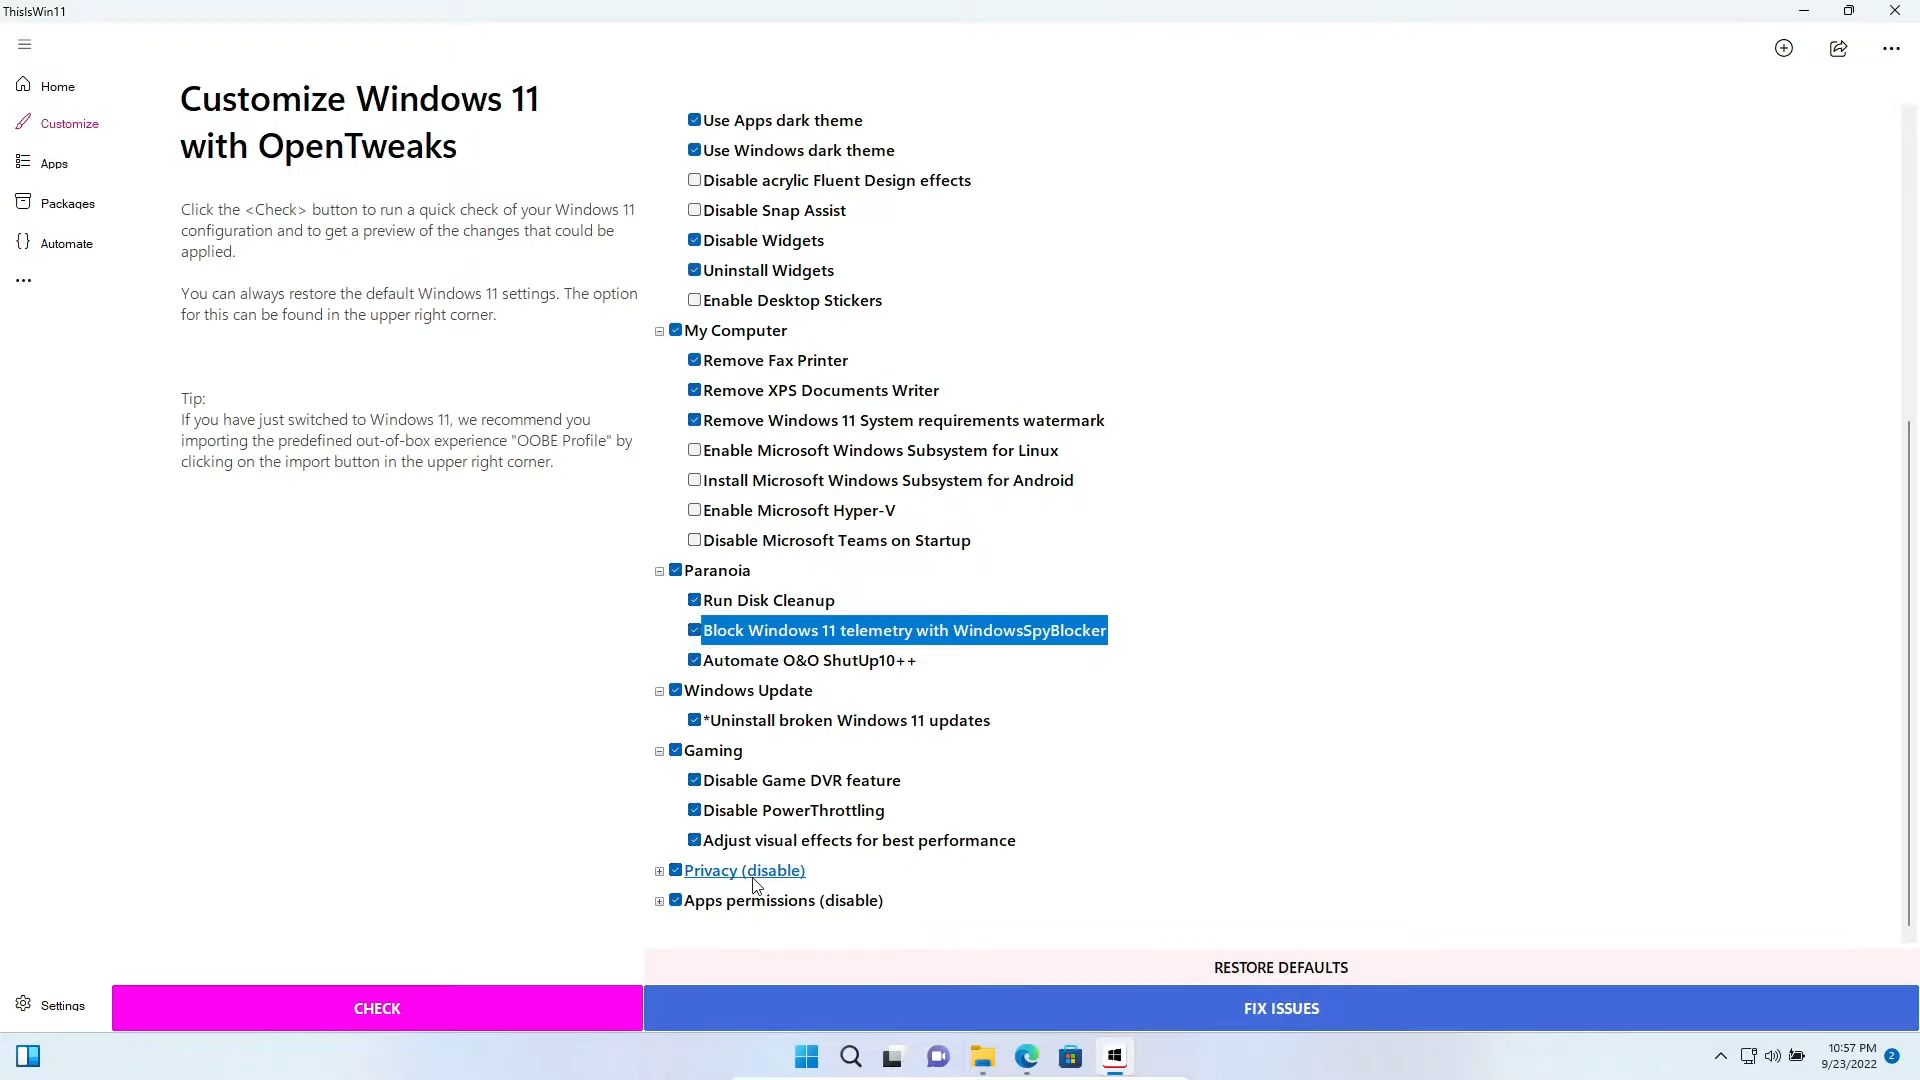 ThisIsWin11
Home
Customize
Apps
Packages
Automate
Settings
Customize Windows 11
with OpenTweaks
Click the <Check> button to run a quick check of your Windows 11
configuration and to get a preview of the changes that could be
applied.
You can always restore the default Windows 11 settings. The option
for this can be found in the upper right corner.
Tip:
If you have just switched to Windows 11, we recommend you
importing the predefined out-of-box experience "OOBE Profile" by
clicking on the import button in the upper right corner.
Use Apps dark theme
Use Windows dark theme
Disable acrylic Fluent Design effects
Disable Snap Assist
Disable Widgets
Uninstall Widgets
Enable Desktop Stickers
My Computer
Remove Fax Printer
Remove XPS Documents Writer
Remove Windows 11 System requirements watermark
Enable Microsoft Windows Subsystem for Linux
Install Microsoft Windows Subsystem for Android
Enable Microsoft Hyper-V
Disable Microsoft Teams on Startup
Paranoia
Run Disk Cleanup
Block Windows 11 telemetry with WindowsSpyBlocker
Automate O&O ShutUp10++
Windows Update
*Uninstall broken Windows 11 updates
Gaming
Disable Game DVR feature
Disable PowerThrottling
Adjust visual effects for best performance
Privacy (disable)
Apps permissions (disable)
RESTORE DEFAULTS
CHECK
FIX ISSUES
10:57 PM
9/23/2022
2